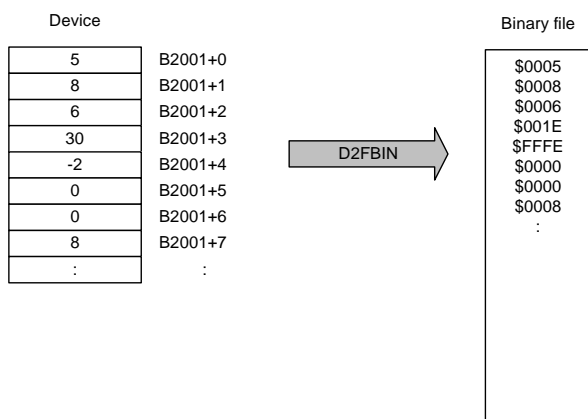 Device
Binary file
5 B2001+0
8 B2001+1
6 B2001+2
30 B2001+3
-2 B2001+4
0 B2001+5
0 B2001+6
8 B2001+7
: :
D2FBIN
$0005
$0008
$0006
$001E
$FFFE
$0000
$0000
$0008
: